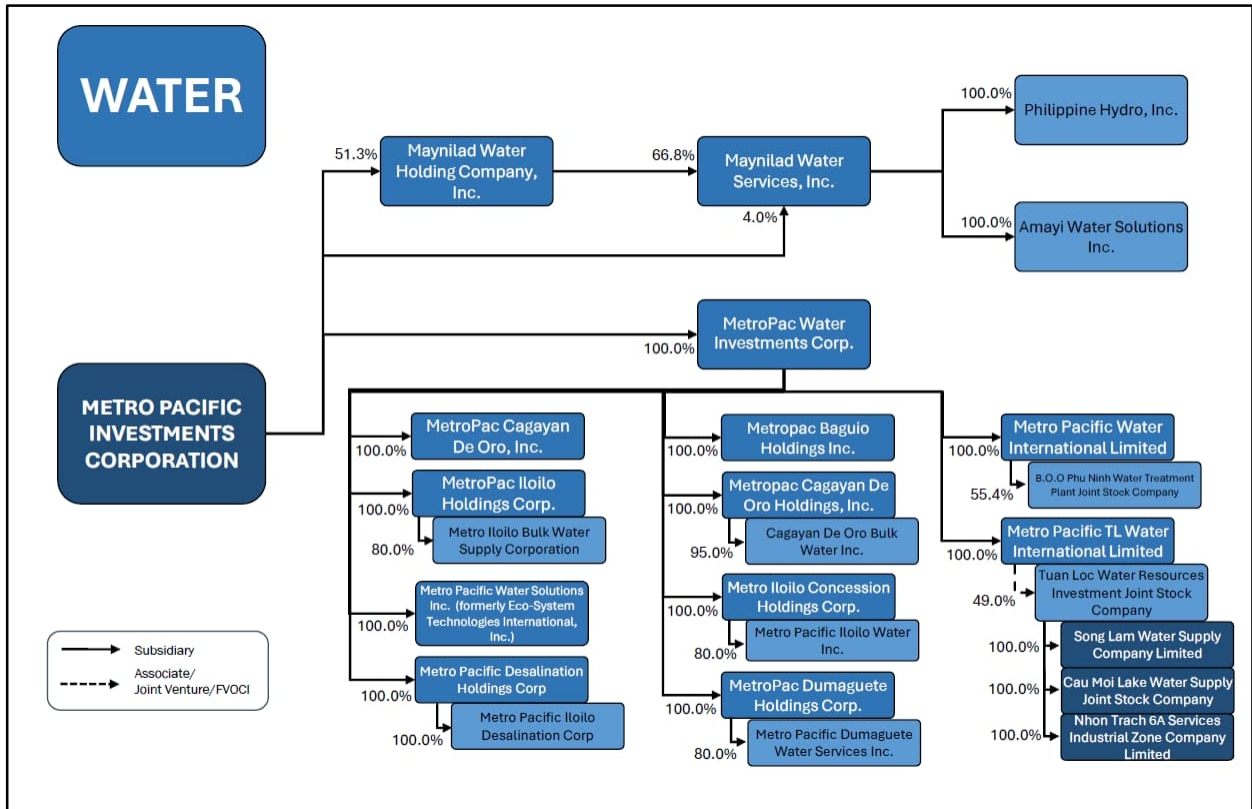 WATER
100.0%
Philippine Hydro, Inc.
51.3%
Maynilad Water
Holding Company,
Inc.
66.8%
Maynilad Water
Services, Inc.
4.0%
100.0%
Amayi Water Solutions
Inc.
METRO PACIFIC
INVESTMENTS
CORPORATION
100.0%
MetroPac Water
Investments Corp.
100.0%
MetroPac Cagayan
De Oro, Inc.
100.0%
MetroPac Iloilo
Holdings Corp.
80.0%
Metro Iloilo Bulk Water
Supply Corporation
100.0%
Metro Pacific Water Solutions
Inc. (formerly Eco-System
Technologies International,
Inc.)
100.0%
Metro Pacific Desalination
Holdings Corp
100.0%
Metro Pacific Iloilo
Desalination Corp
100.0%
Metropac Baguio
Holdings Inc.
100.0%
Metropac Cagayan De
Oro Holdings, Inc.
95.0%
Cagayan De Oro Bulk
Water Inc.
100.0%
Metro Iloilo Concession
Holdings Corp.
80.0%
Metro Pacific Iloilo Water
Inc.
100.0%
MetroPac Dumaguete
Holdings Corp.
80.0%
Metro Pacific Dumaguete
Water Services Inc.
100.0%
Metro Pacific Water
International Limited
55.4%
B.O.O Phu Ninh Water Treatment
Plant Joint Stock Company
100.0%
Metro Pacific TL Water
International Limited
49.0%
Tuan Loc Water Resources
Investment Joint Stock
Company
100.0%
Song Lam Water Supply
Company Limited
100.0%
Cau Moi Lake Water Supply
Joint Stock Company
100.0%
Nhon Trach 6A Services
Industrial Zone Company
Limited
Subsidiary
Associate/
Joint Venture/FVOCI